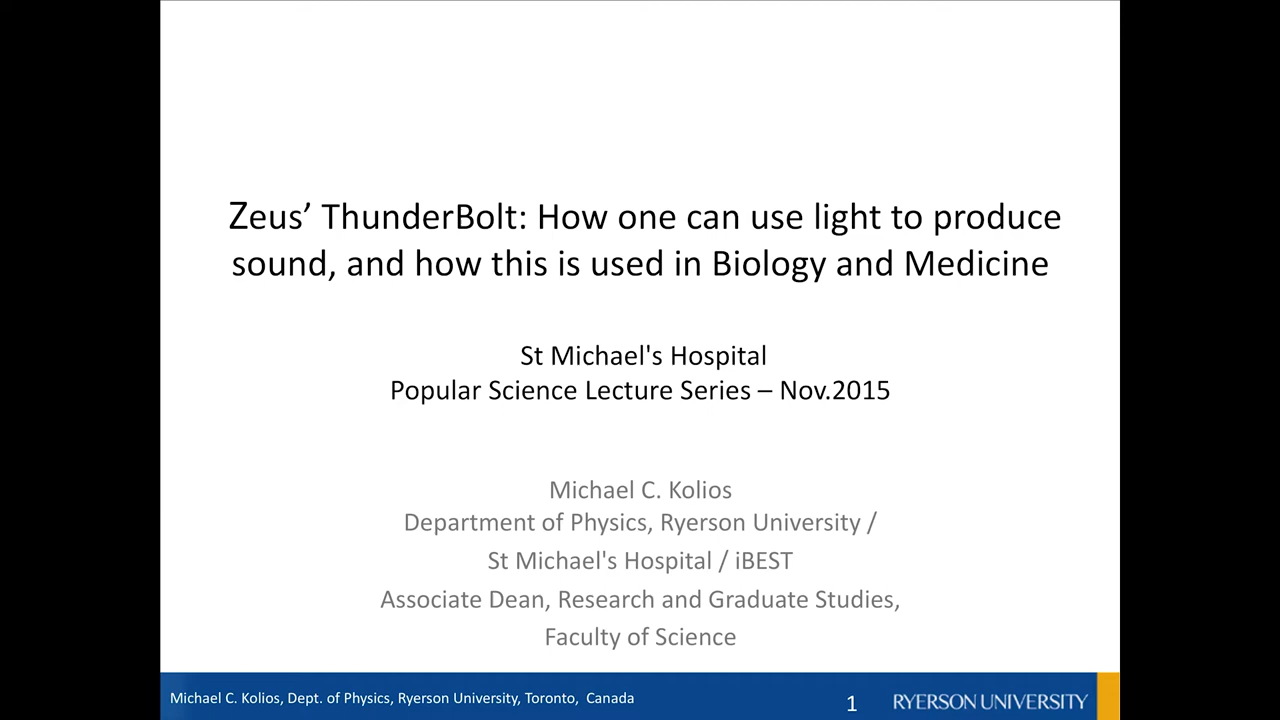 Zeus’ ThunderBolt: How one can use light to produce
sound, and how this is used in Biology and Medicine
St Michael's Hospital
Popular Science Lecture Series – Nov.2015
Michael C. Kolios
Department of Physics, Ryerson University /
St Michael's Hospital / iBEST
Associate Dean, Research and Graduate Studies,
Faculty of Science
Michael C. Kolios, Dept. of Physics, Ryerson University, Toronto, Canada
1
RYERSON UNIVERSITY